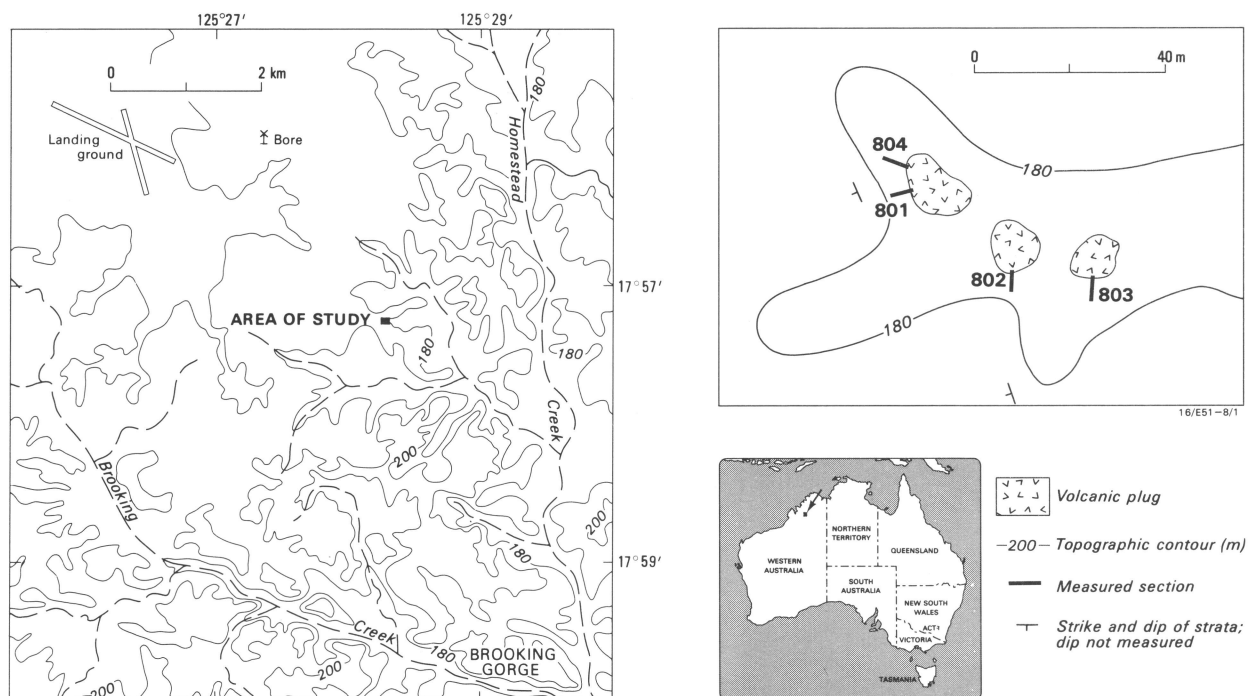 125°27′
125°29′
0
2 km
Landing
ground
Bore
Homestead
180
17°57′
AREA OF STUDY
180
180
Creek
200
Brooking
200
180
17°59′
Creek
180
BROOKING
GORGE
200
200
0
40 m
804
180
801
802
803
180
16/E51–8/1
NORTHERN
TERRITORY
WESTERN
AUSTRALIA
QUEENSLAND
SOUTH
AUSTRALIA
NEW SOUTH
WALES
ACT
VICTORIA
TASMANIA
Volcanic plug
–200– Topographic contour (m)
Measured section
Strike and dip of strata;
dip not measured